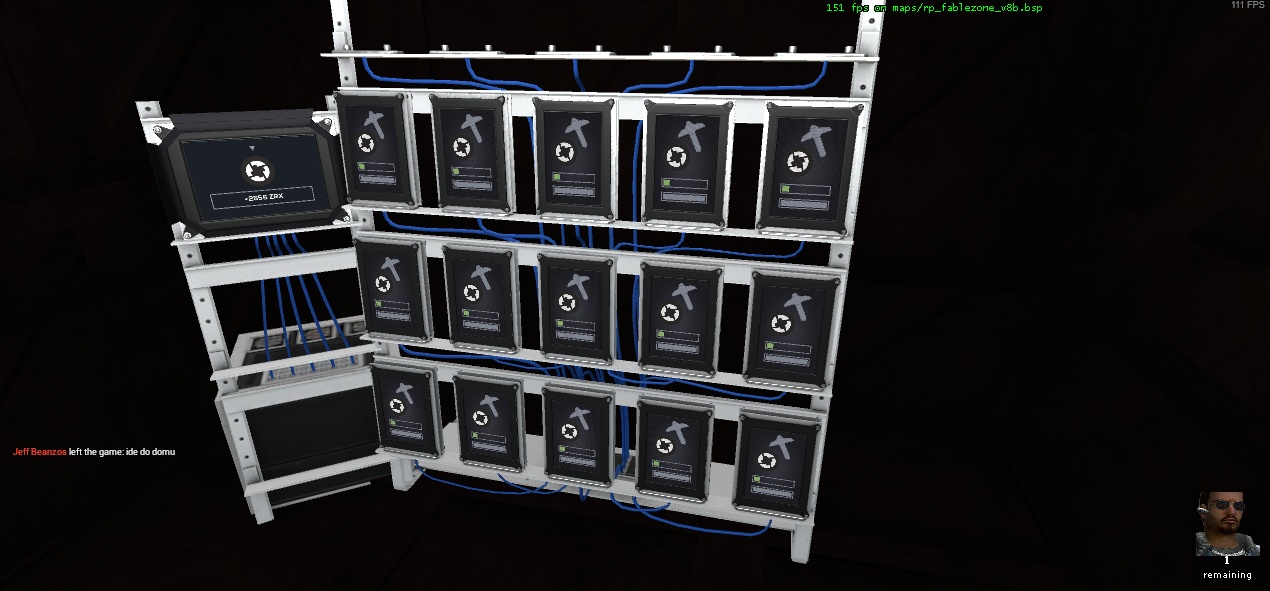 151 fps on maps/rp_fablezone_v8b.bsp
111 FPS
+2856 ZRX
Jeff Beanzos left the game: ide do domu
1
remaining